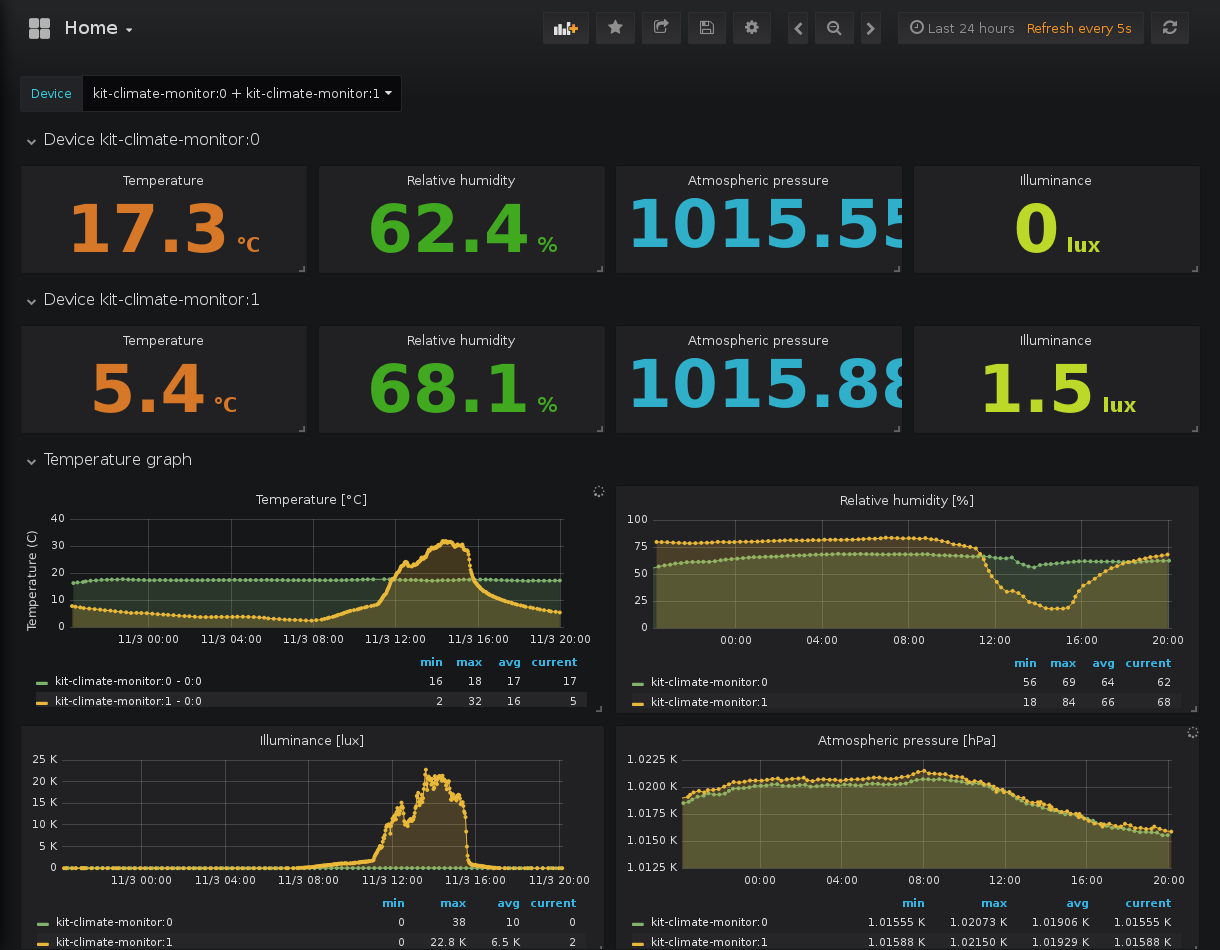 Home
Last 24 hours Refresh every 5s
Device kit-climate-monitor:0 + kit-climate-monitor:1
Device kit-climate-monitor:0
Temperature
17.3 °C
Relative humidity
62.4 %
Atmospheric pressure
1015.55
Illuminance
0 lux
Device kit-climate-monitor:1
Temperature
5.4 °C
Relative humidity
68.1 %
Atmospheric pressure
1015.88
Illuminance
1.5 lux
Temperature graph
Temperature [°C]
Temperature (C)
40
30
20
10
0
11/3 00:00 11/3 04:00 11/3 08:00 11/3 12:00 11/3 16:00 11/3 20:00
min max avg current
kit-climate-monitor:0 - 0:0 16 18 17 17
kit-climate-monitor:1 - 0:0 2 32 16 5
Relative humidity [%]
100
75
50
25
0
00:00 04:00 08:00 12:00 16:00 20:00
min max avg current
kit-climate-monitor:0 56 69 64 62
kit-climate-monitor:1 18 84 66 68
Illuminance [lux]
25 K
20 K
15 K
10 K
5 K
0
11/3 00:00 11/3 04:00 11/3 08:00 11/3 12:00 11/3 16:00 11/3 20:00
min max avg current
kit-climate-monitor:0 0 38 10 0
kit-climate-monitor:1 0 22.8 K 6.5 K 2
Atmospheric pressure [hPa]
1.0225 K
1.0200 K
1.0175 K
1.0150 K
1.0125 K
00:00 04:00 08:00 12:00 16:00 20:00
min max avg current
kit-climate-monitor:0 1.01555 K 1.02073 K 1.01906 K 1.01555 K
kit-climate-monitor:1 1.01588 K 1.02150 K 1.01929 K 1.01588 K